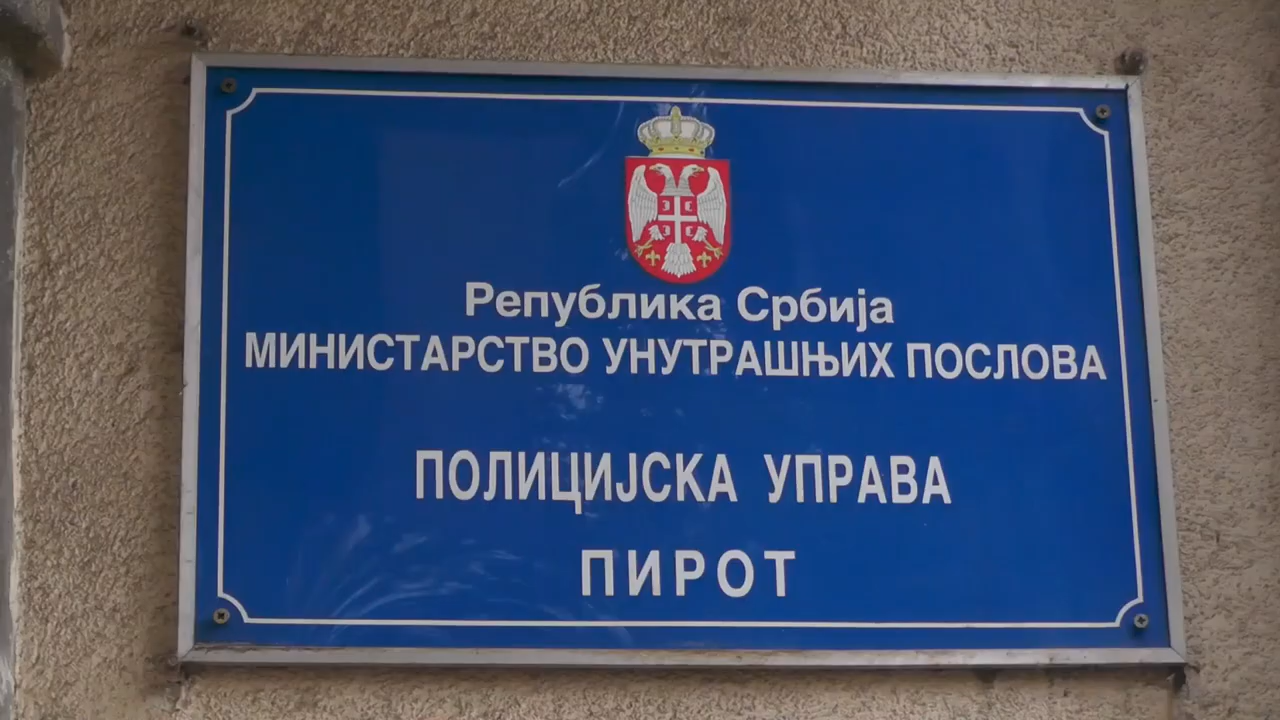 Република Србија
МИНИСТАРСТВО УНУТРАШЊИХ ПОСЛОВА
ПОЛИЦИЈСКА УПРАВА
ПИРОТ